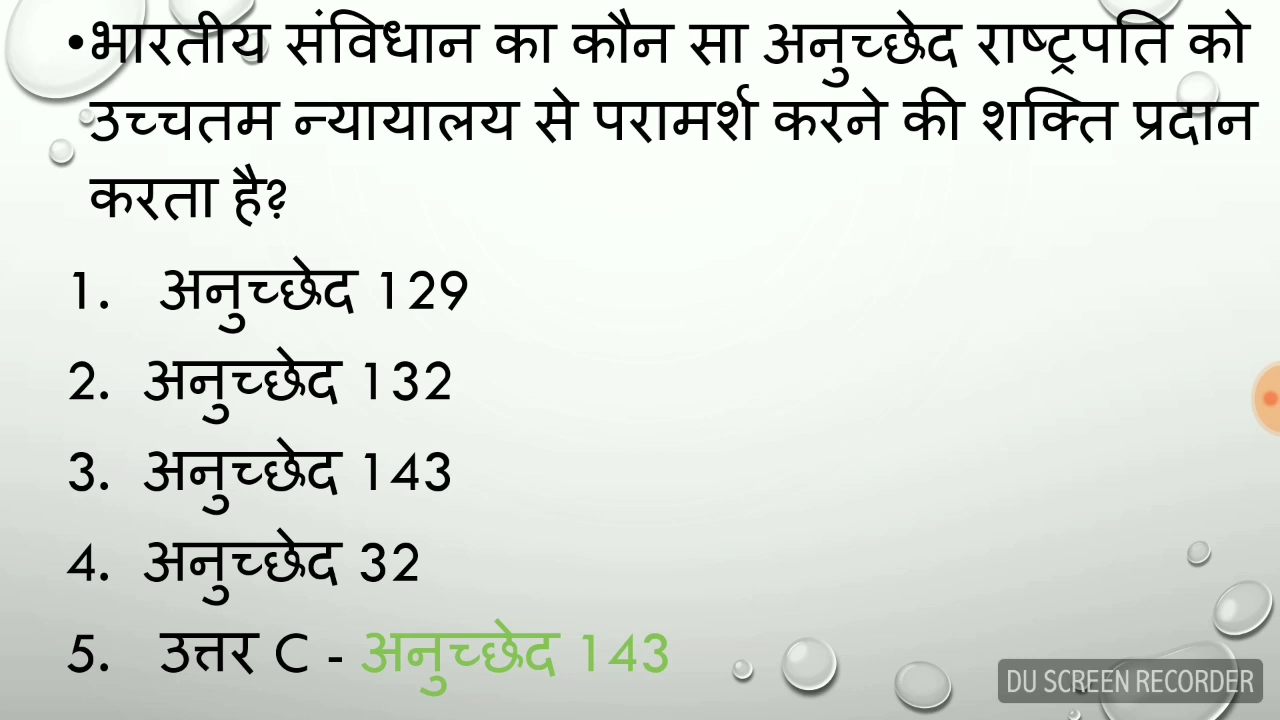 •भारतीय संविधान का कौन सा अनुच्छेद राष्ट्रपति को
उच्चतम न्यायालय से परामर्श करने की शक्ति प्रदान
करता है?
1. अनुच्छेद 129
2. अनुच्छेद 132
3. अनुच्छेद 143
4. अनुच्छेद 32
5. उत्तर C - अनुच्छेद 143
DU SCREEN RECORDER